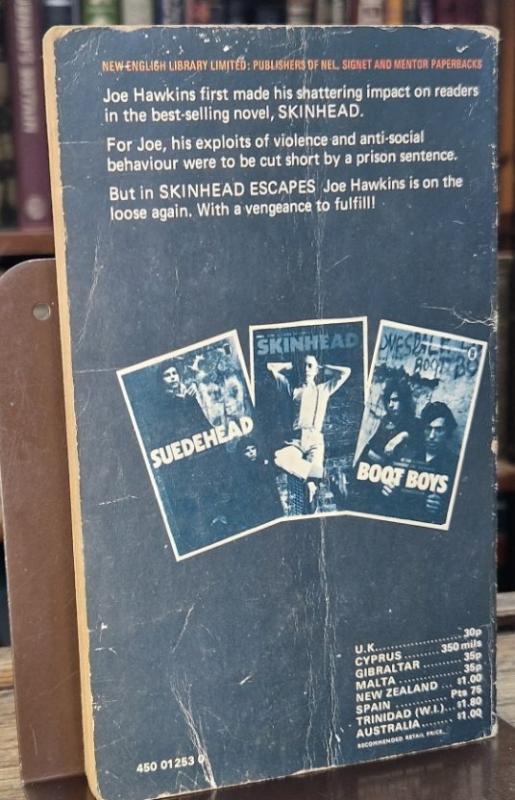 NEW ENGLISH LIBRARY LIMITED: PUBLISHERS OF NEL, SIGNET AND MENTOR PAPERBACKS
Joe Hawkins first made his shattering impact on readers
in the best-selling novel, SKINHEAD.
For Joe, his exploits of violence and anti-social
behaviour were to be cut short by a prison sentence.
But in SKINHEAD ESCAPES Joe Hawkins is on the
loose again. With a vengeance to fulfill!
SUEDEHEAD
SKINHEAD
BOOT BOYS
U.K. .................... 30p
CYPRUS ........... 350 mils
GIBRALTAR ........... 35p
MALTA ................. 35p
NEW ZEALAND ... $1.00
SPAIN ............. Pts 75
TRINIDAD (W.I.) ... $1.80
AUSTRALIA ....... $1.00
RECOMMENDED RETAIL PRICE
450 01253 0